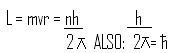 L = mvr = nh h
2π ALSO: 2π = ħ